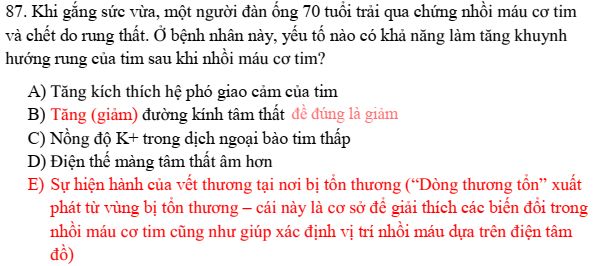 87. Khi gắng sức vừa, một người đàn ống 70 tuổi trải qua chứng nhồi máu cơ tim
và chết do rung thất. Ở bệnh nhân này, yếu tố nào có khả năng làm tăng khuynh
hướng rung của tim sau khi nhồi máu cơ tim?
A) Tăng kích thích hệ phó giao cảm của tim
B) Tăng (giảm) đường kính tâm thất đề đúng là giảm
C) Nồng độ K+ trong dịch ngoại bào tim thấp
D) Điện thế màng tâm thất âm hơn
E) Sự hiện hành của vết thương tại nơi bị tổn thương (“Dòng thương tổn” xuất
phát từ vùng bị tổn thương – cái này là cơ sở để giải thích các biến đổi trong
nhồi máu cơ tim cũng như giúp xác định vị trí nhồi máu dựa trên điện tâm
đồ)